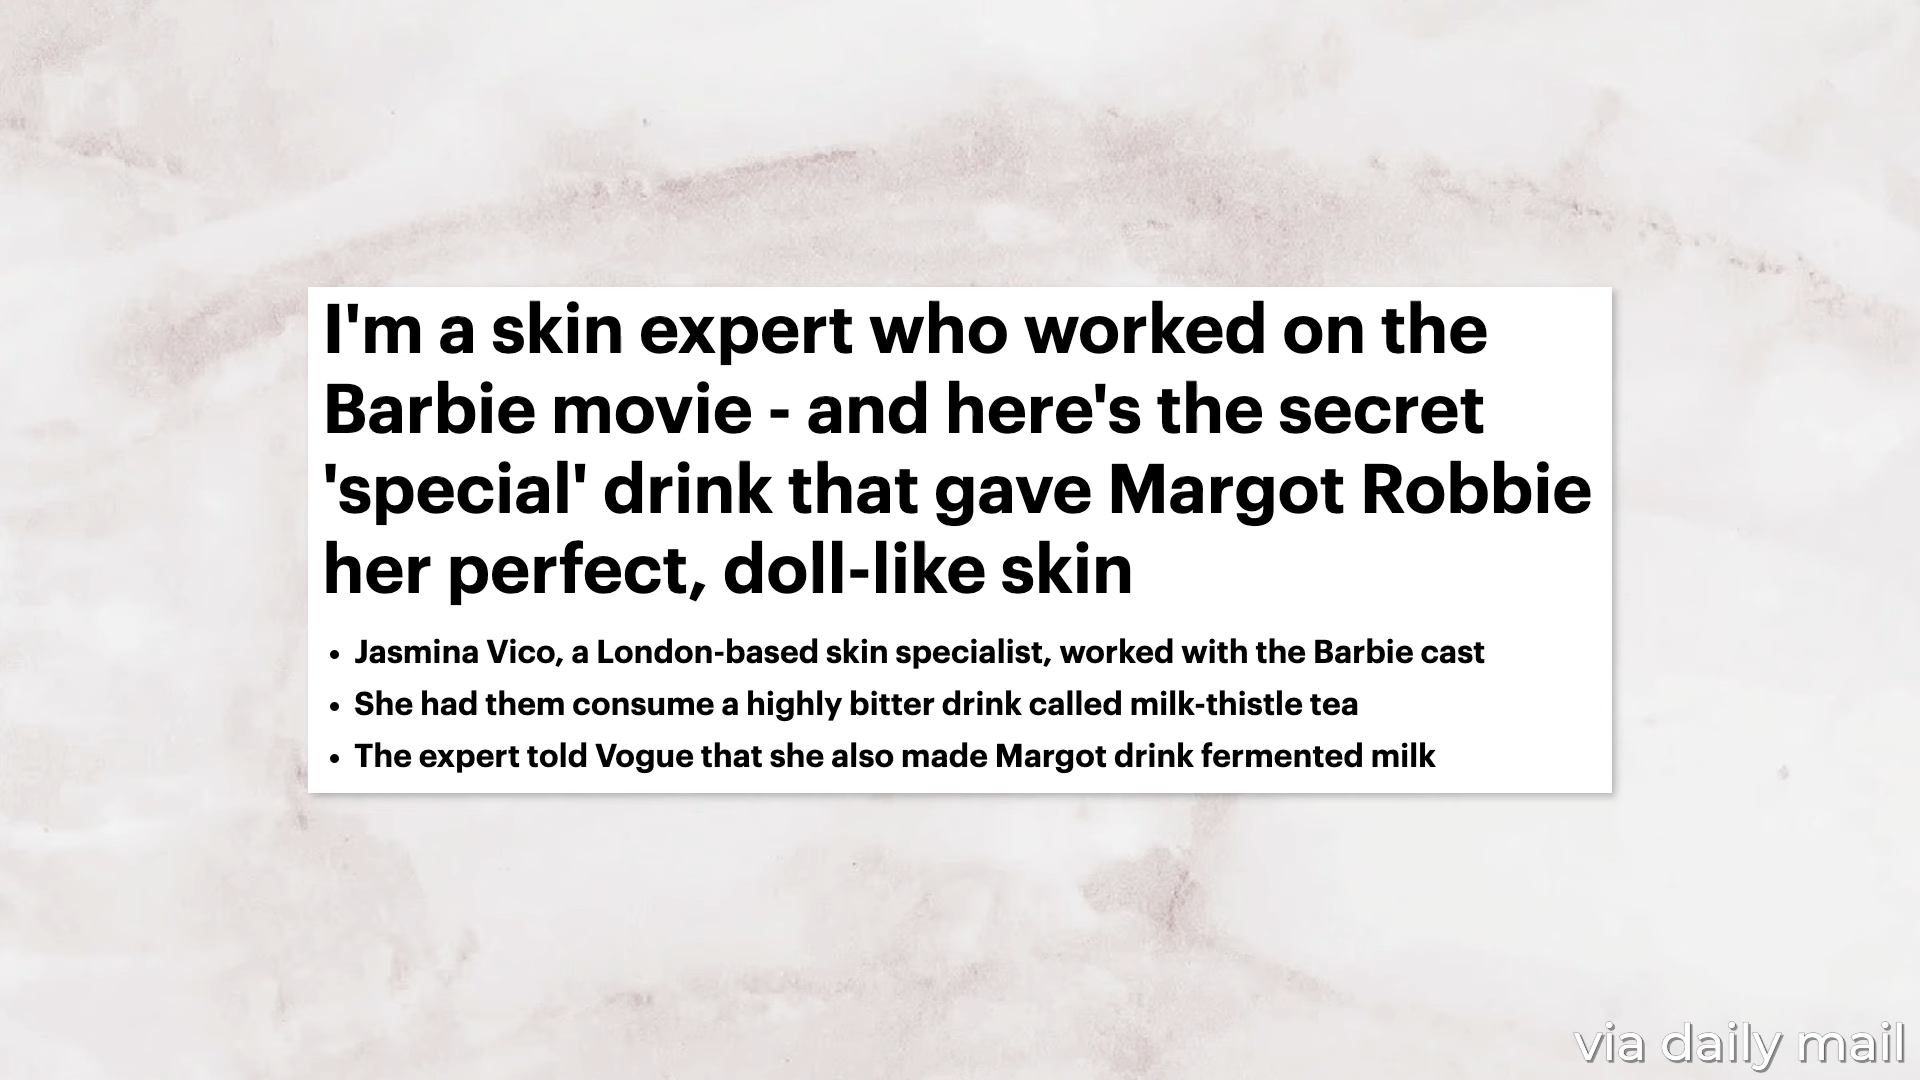 I'm a skin expert who worked on the
Barbie movie - and here's the secret
'special' drink that gave Margot Robbie
her perfect, doll-like skin
• Jasmina Vico, a London-based skin specialist, worked with the Barbie cast
• She had them consume a highly bitter drink called milk-thistle tea
• The expert told Vogue that she also made Margot drink fermented milk
via daily mail